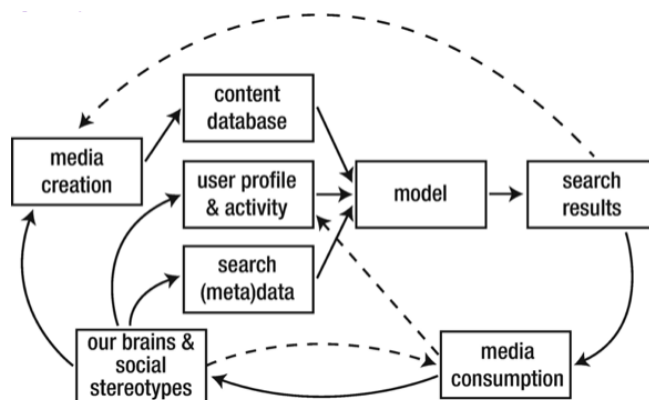 content
database
media
creation
user profile
& activity
model
search
results
search
(meta)data
our brains &
social
stereotypes
media
consumption